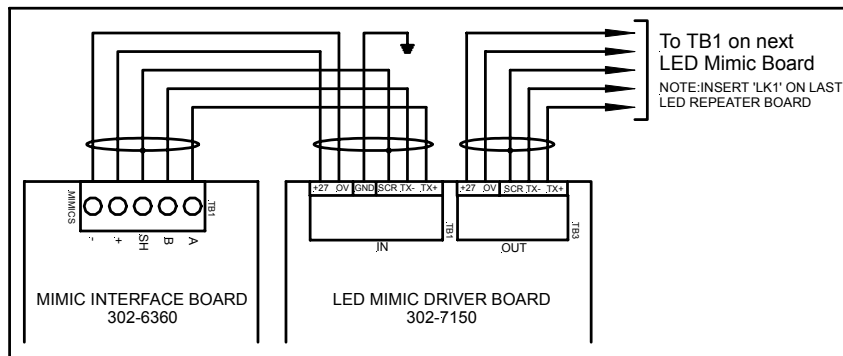 To TB1 on next
LED Mimic Board
NOTE:INSERT 'LK1' ON LAST
LED REPEATER BOARD
MIMICS
TB1
- + SH B A
MIMIC INTERFACE BOARD
302-6360
+27 OV GND SCR TX- TX+
TB1
IN
+27 OV SCR TX- TX+
TB3
OUT
LED MIMIC DRIVER BOARD
302-7150